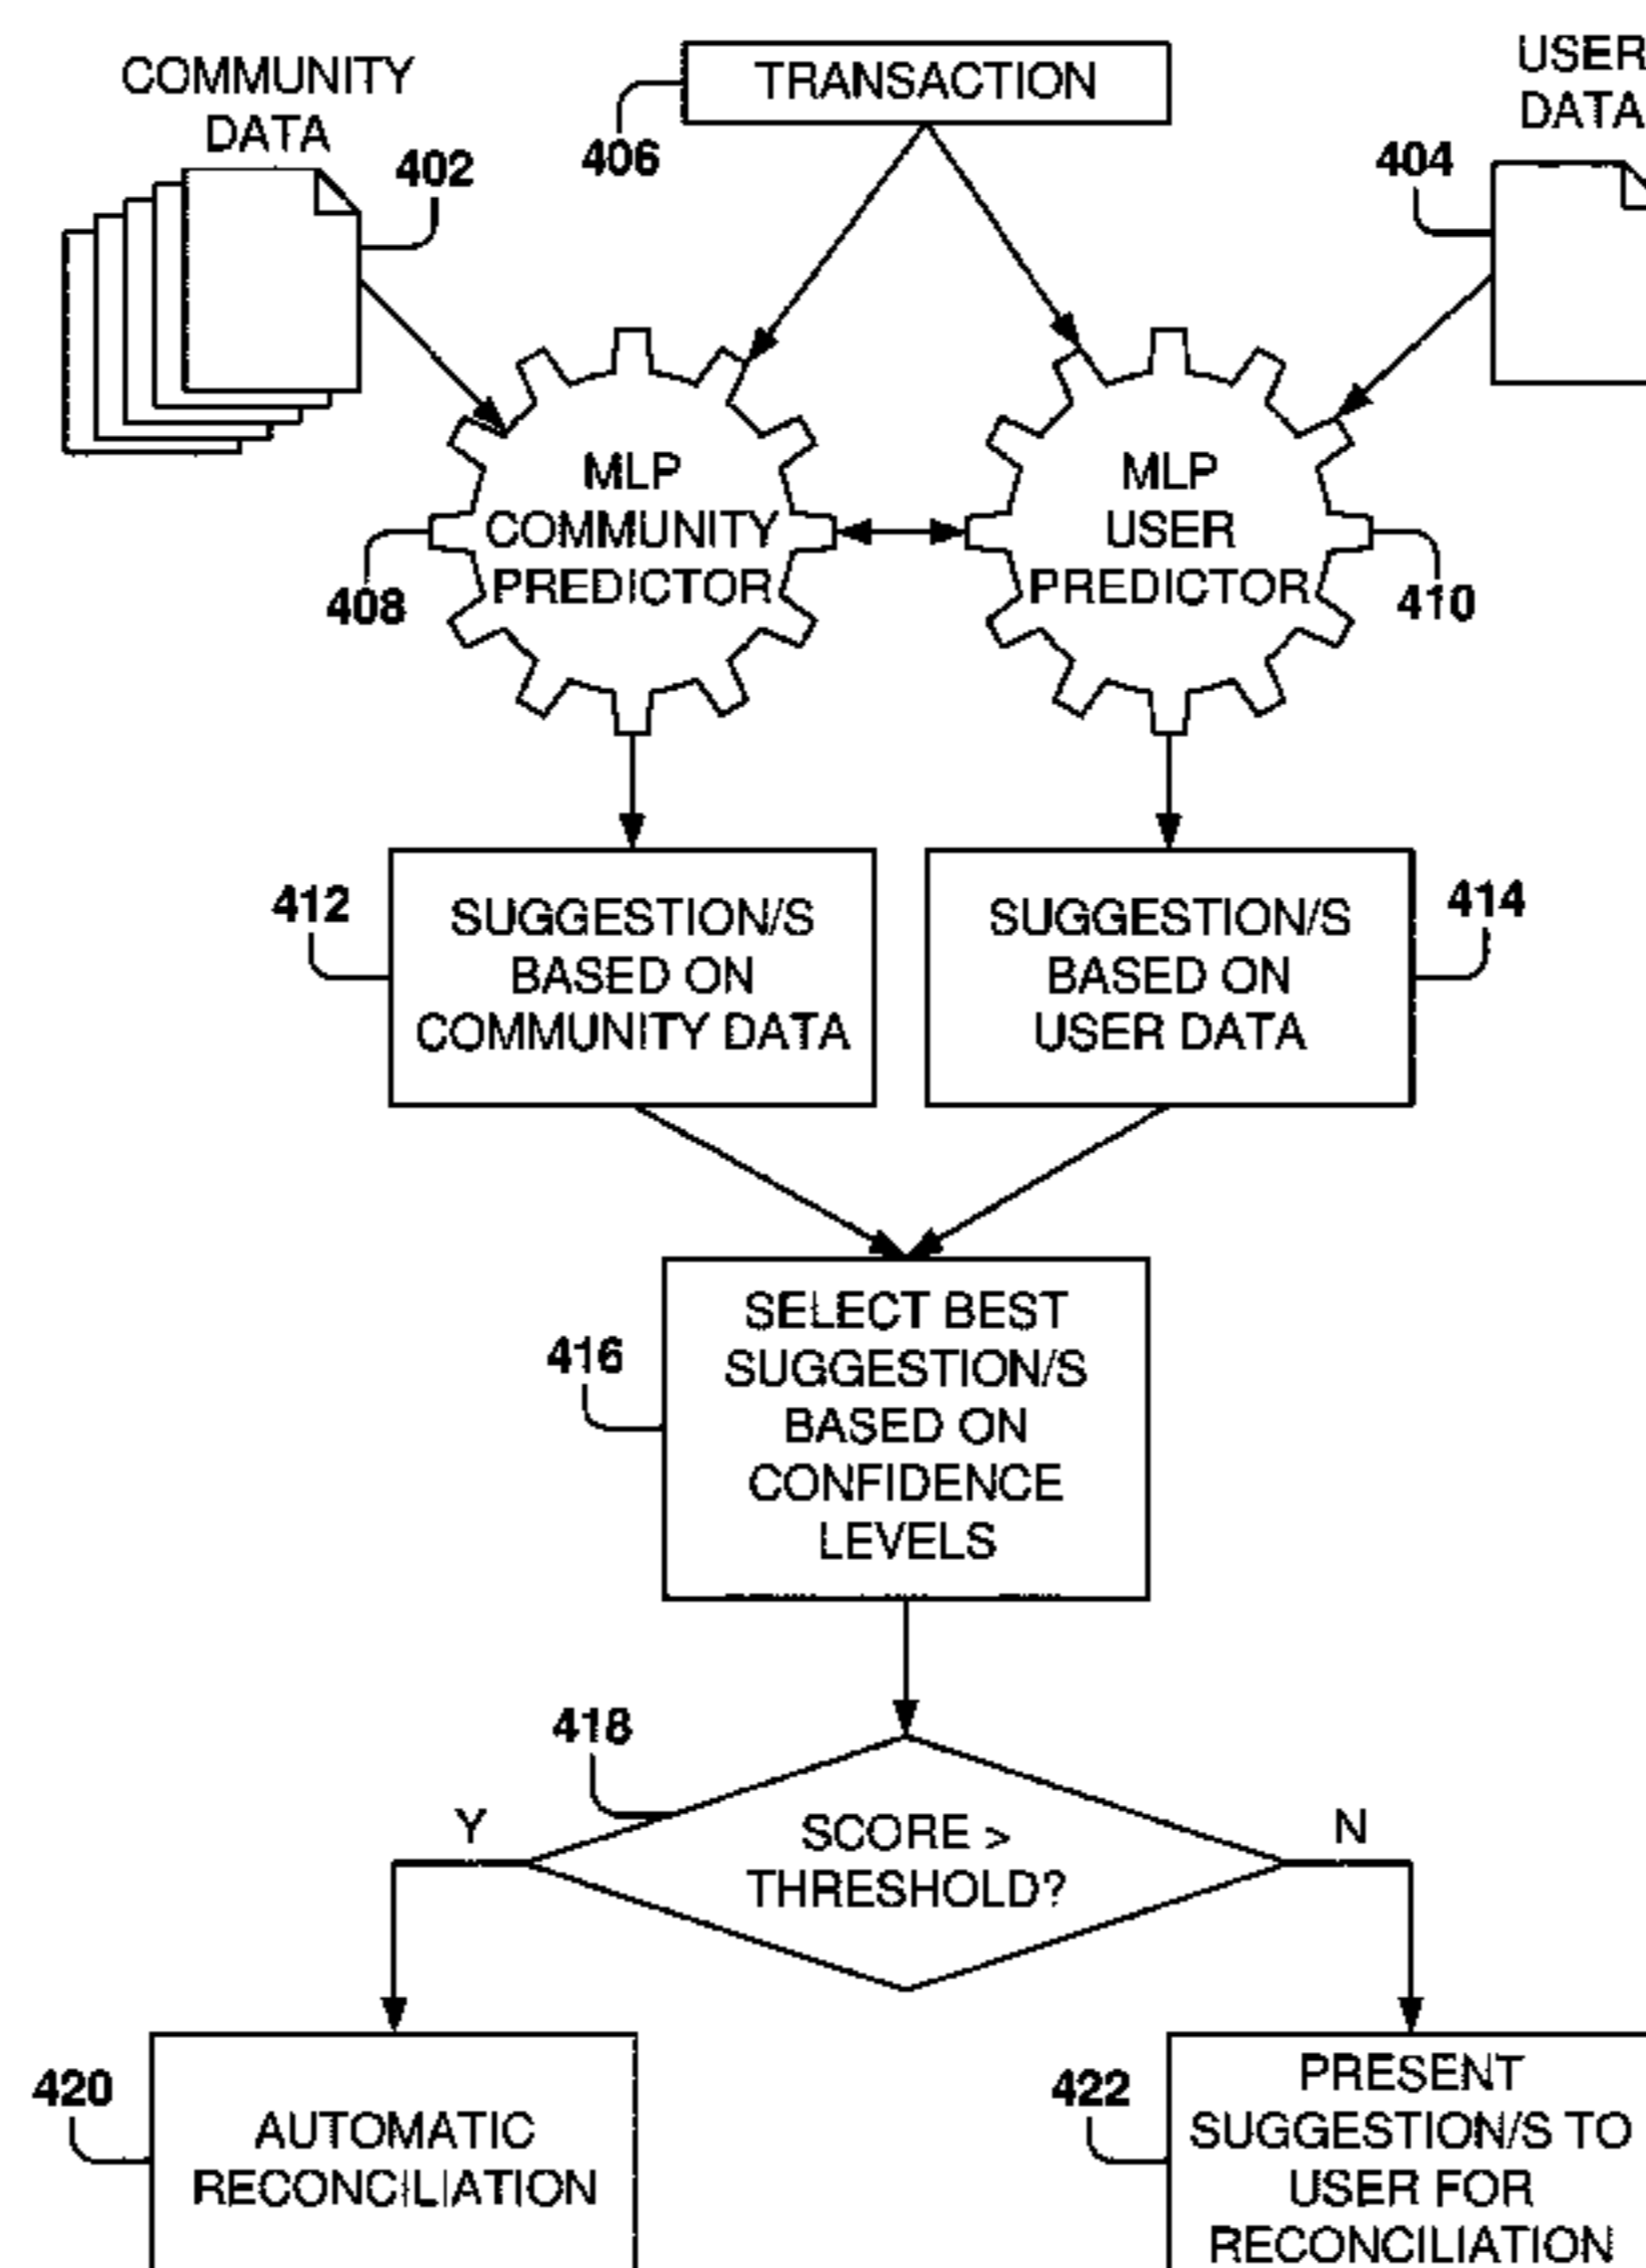 COMMUNITY
DATA
402
TRANSACTION
406
USER
DATA
404
MLP
COMMUNITY
PREDICTOR
408
MLP
USER
PREDICTOR
410
412
SUGGESTION/S
BASED ON
COMMUNITY DATA
SUGGESTION/S
BASED ON
USER DATA
414
416
SELECT BEST
SUGGESTION/S
BASED ON
CONFIDENCE
LEVELS
418
Y
SCORE >
THRESHOLD?
N
420
AUTOMATIC
RECONCILIATION
422
PRESENT
SUGGESTION/S TO
USER FOR
RECONCILIATION